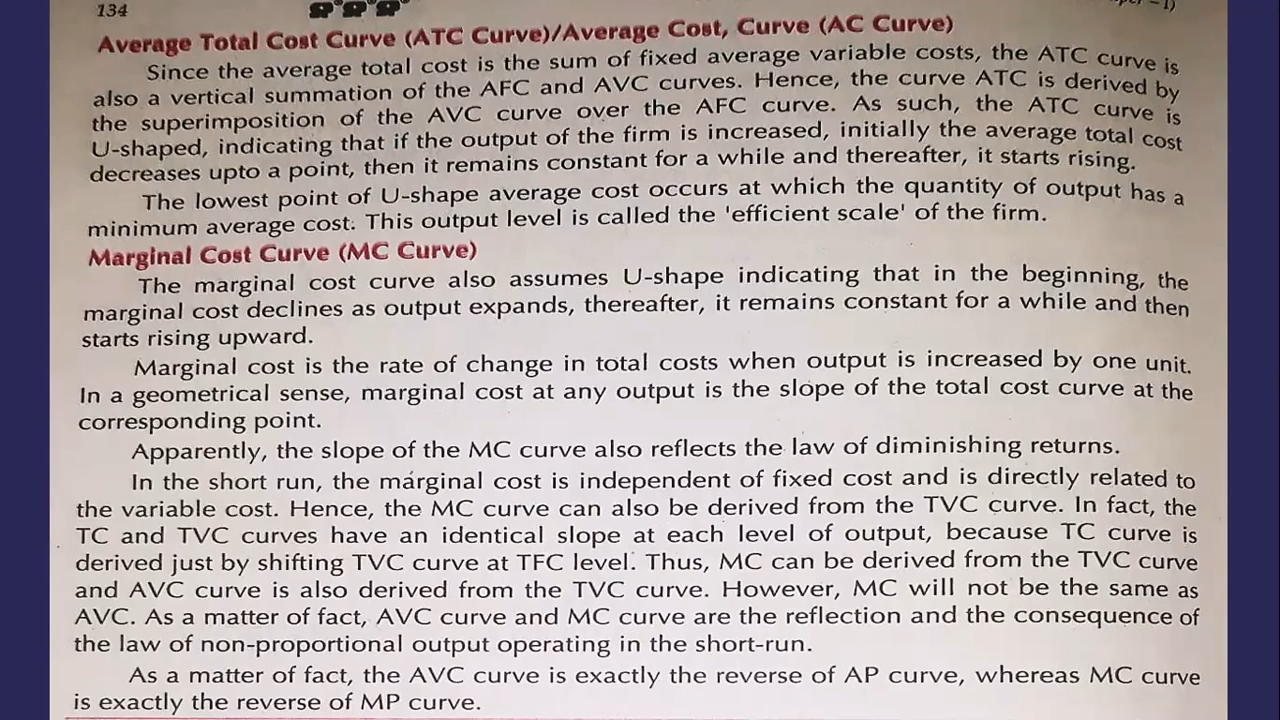 134
Average Total Cost Curve (ATC Curve)/Average Cost, Curve (AC Curve)
Since the average total cost is the sum of fixed average variable costs, the ATC curve is
also a vertical summation of the AFC and AVC curves. Hence, the curve ATC is derived by
the superimposition of the AVC curve over the AFC curve. As such, the ATC curve is
U-shaped, indicating that if the output of the firm is increased, initially the average total cost
decreases upto a point, then it remains constant for a while and thereafter, it starts rising.
The lowest point of U-shape average cost occurs at which the quantity of output has a
minimum average cost. This output level is called the 'efficient scale' of the firm.
Marginal Cost Curve (MC Curve)
The marginal cost curve also assumes U-shape indicating that in the beginning, the
marginal cost declines as output expands, thereafter, it remains constant for a while and then
starts rising upward.
Marginal cost is the rate of change in total costs when output is increased by one unit.
In a geometrical sense, marginal cost at any output is the slope of the total cost curve at the
corresponding point.
Apparently, the slope of the MC curve also reflects the law of diminishing returns.
In the short run, the marginal cost is independent of fixed cost and is directly related to
the variable cost. Hence, the MC curve can also be derived from the TVC curve. In fact, the
TC and TVC curves have an identical slope at each level of output, because TC curve is
derived just by shifting TVC curve at TFC level. Thus, MC can be derived from the TVC curve
and AVC curve is also derived from the TVC curve. However, MC will not be the same as
AVC. As a matter of fact, AVC curve and MC curve are the reflection and the consequence of
the law of non-proportional output operating in the short-run.
As a matter of fact, the AVC curve is exactly the reverse of AP curve, whereas MC curve
is exactly the reverse of MP curve.